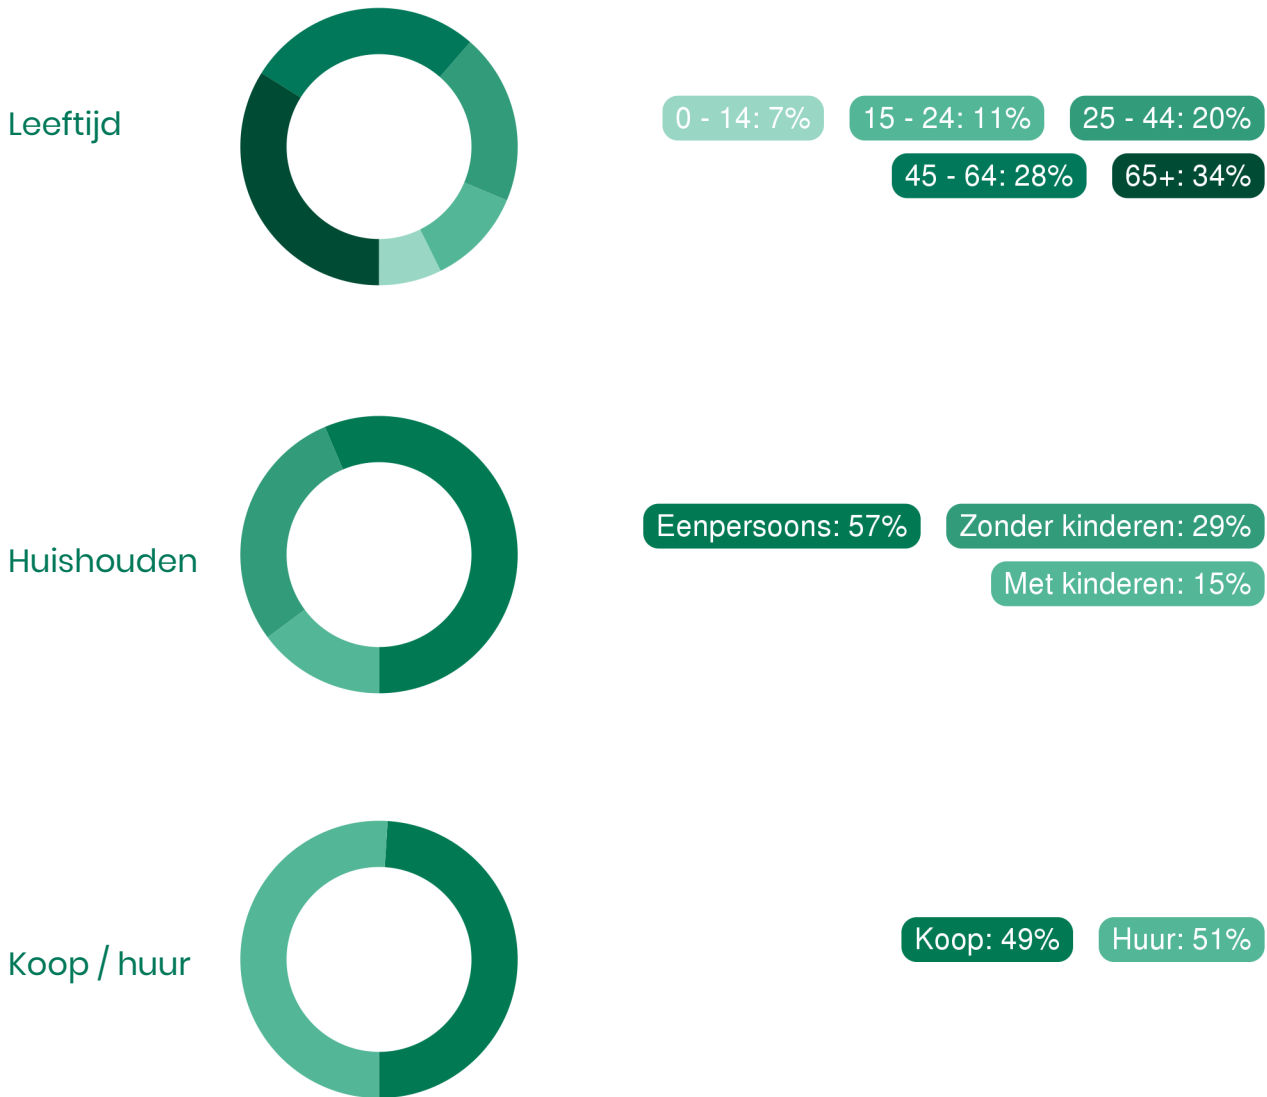 Leeftijd
0 - 14: 7% 15 - 24: 11% 25 - 44: 20%
45 - 64: 28% 65+: 34%
Huishouden
Eenpersoons: 57% Zonder kinderen: 29%
Met kinderen: 15%
Koop / huur
Koop: 49% Huur: 51%